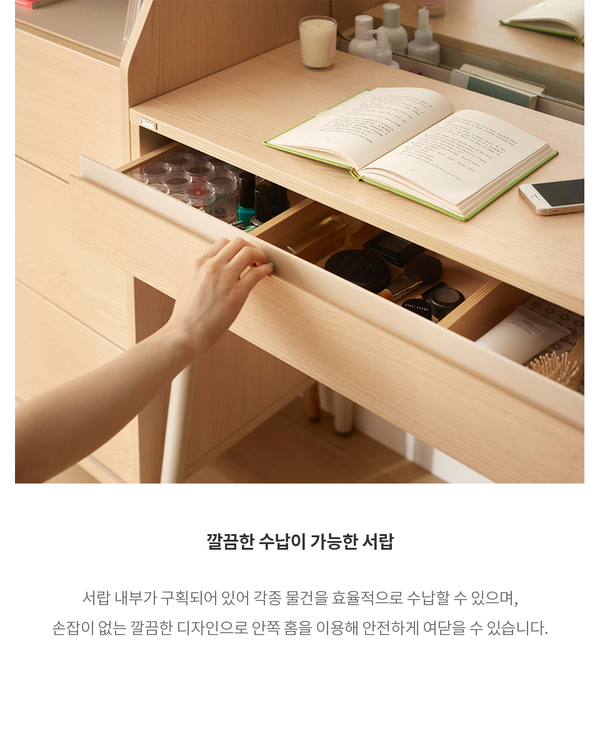 깔끔한 수납이 가능한 서랍
서랍 내부가 구획되어 있어 각종 물건을 효율적으로 수납할 수 있으며,
손잡이 없는 깔끔한 디자인으로 안쪽 홈을 이용해 안전하게 여닫을 수 있습니다.